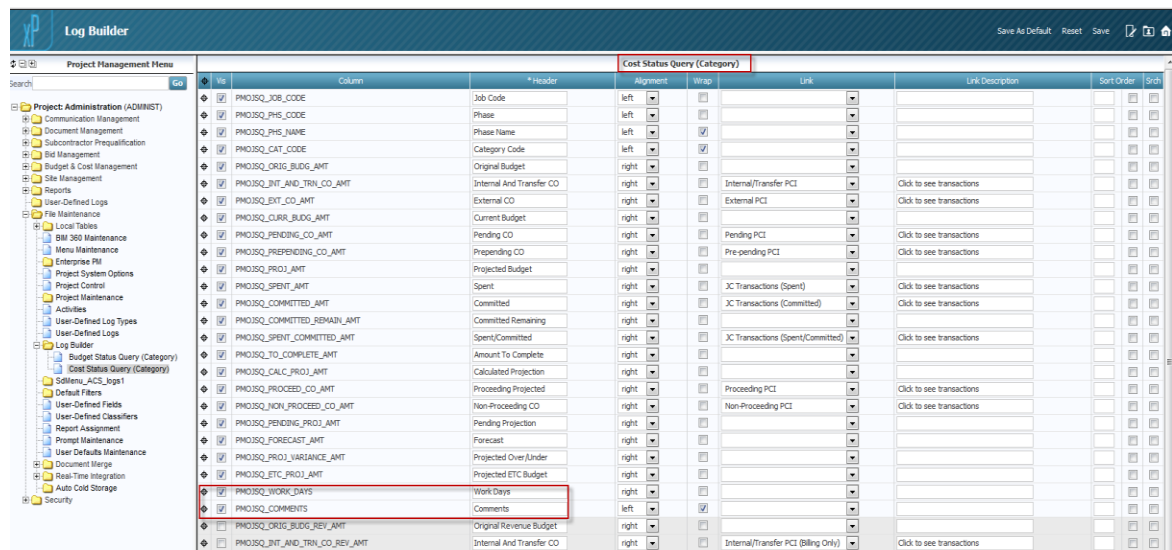 xP Log Builder Save As Default Reset Save
Project Management Menu Cost Status Query (Category)
Search Go
Project: Administration (ADMINIST)
Communication Management
Document Management
Subcontractor Prequalification
Bid Management
Budget & Cost Management
Site Management
Reports
User-Defined Logs
File Maintenance
Local Tables
BIM 360 Maintenance
Menu Maintenance
Enterprise PM
Project System Options
Project Control
Project Maintenance
Activities
User-Defined Log Types
User-Defined Logs
Log Builder
Budget Status Query (Category)
Cost Status Query (Category)
SdMenu_ACS_logs1
Default Filters
User-Defined Fields
User-Defined Classifiers
Report Assignment
Prompt Maintenance
User Defaults Maintenance
Document Merge
Real-Time Integration
Auto Cold Storage
Security
Vis Column *Header Alignment Wrap Link Link Description Sort Order Srch
PMOJSQ_JOB_CODE Job Code left
PMOJSQ_PHS_CODE Phase left
PMOJSQ_PHS_NAME Phase Name left
PMOJSQ_CAT_CODE Category Code left
PMOJSQ_ORIG_BUDG_AMT Original Budget right
PMOJSQ_INT_AND_TRN_CO_AMT Internal And Transfer CO right Internal/Transfer PCI Click to see transactions
PMOJSQ_EXT_CO_AMT External CO right External PCI Click to see transactions
PMOJSQ_CURR_BUDG_AMT Current Budget right
PMOJSQ_PENDING_CO_AMT Pending CO right Pending PCI Click to see transactions
PMOJSQ_PREPENDING_CO_AMT Prepending CO right Pre-pending PCI Click to see transactions
PMOJSQ_PROJ_AMT Projected Budget right
PMOJSQ_SPENT_AMT Spent right JC Transactions (Spent) Click to see transactions
PMOJSQ_COMMITTED_AMT Committed right JC Transactions (Committed) Click to see transactions
PMOJSQ_COMMITTED_REMAIN_AMT Committed Remaining right
PMOJSQ_SPENT_COMMITTED_AMT Spent/Committed right JC Transactions (Spent/Committed) Click to see transactions
PMOJSQ_TO_COMPLETE_AMT Amount To Complete right
PMOJSQ_CALC_PROJ_AMT Calculated Projection right
PMOJSQ_PROCEED_CO_AMT Proceeding Projected right Proceeding PCI Click to see transactions
PMOJSQ_NON_PROCEED_CO_AMT Non-Proceeding CO right Non-Proceeding PCI Click to see transactions
PMOJSQ_PENDING_PROJ_AMT Pending Projection right
PMOJSQ_FORECAST_AMT Forecast right
PMOJSQ_PROJ_VARIANCE_AMT Projected Over/Under right
PMOJSQ_ETC_PROJ_AMT Projected ETC Budget right
PMOJSQ_WORK_DAYS Work Days right
PMOJSQ_COMMENTS Comments left
PMOJSQ_ORIG_BUDG_REV_AMT Original Revenue Budget right
PMOJSQ_INT_AND_TRN_CO_REV_AMT Internal And Transfer CO right Internal/Transfer PCI (Billing Only) Click to see transactions